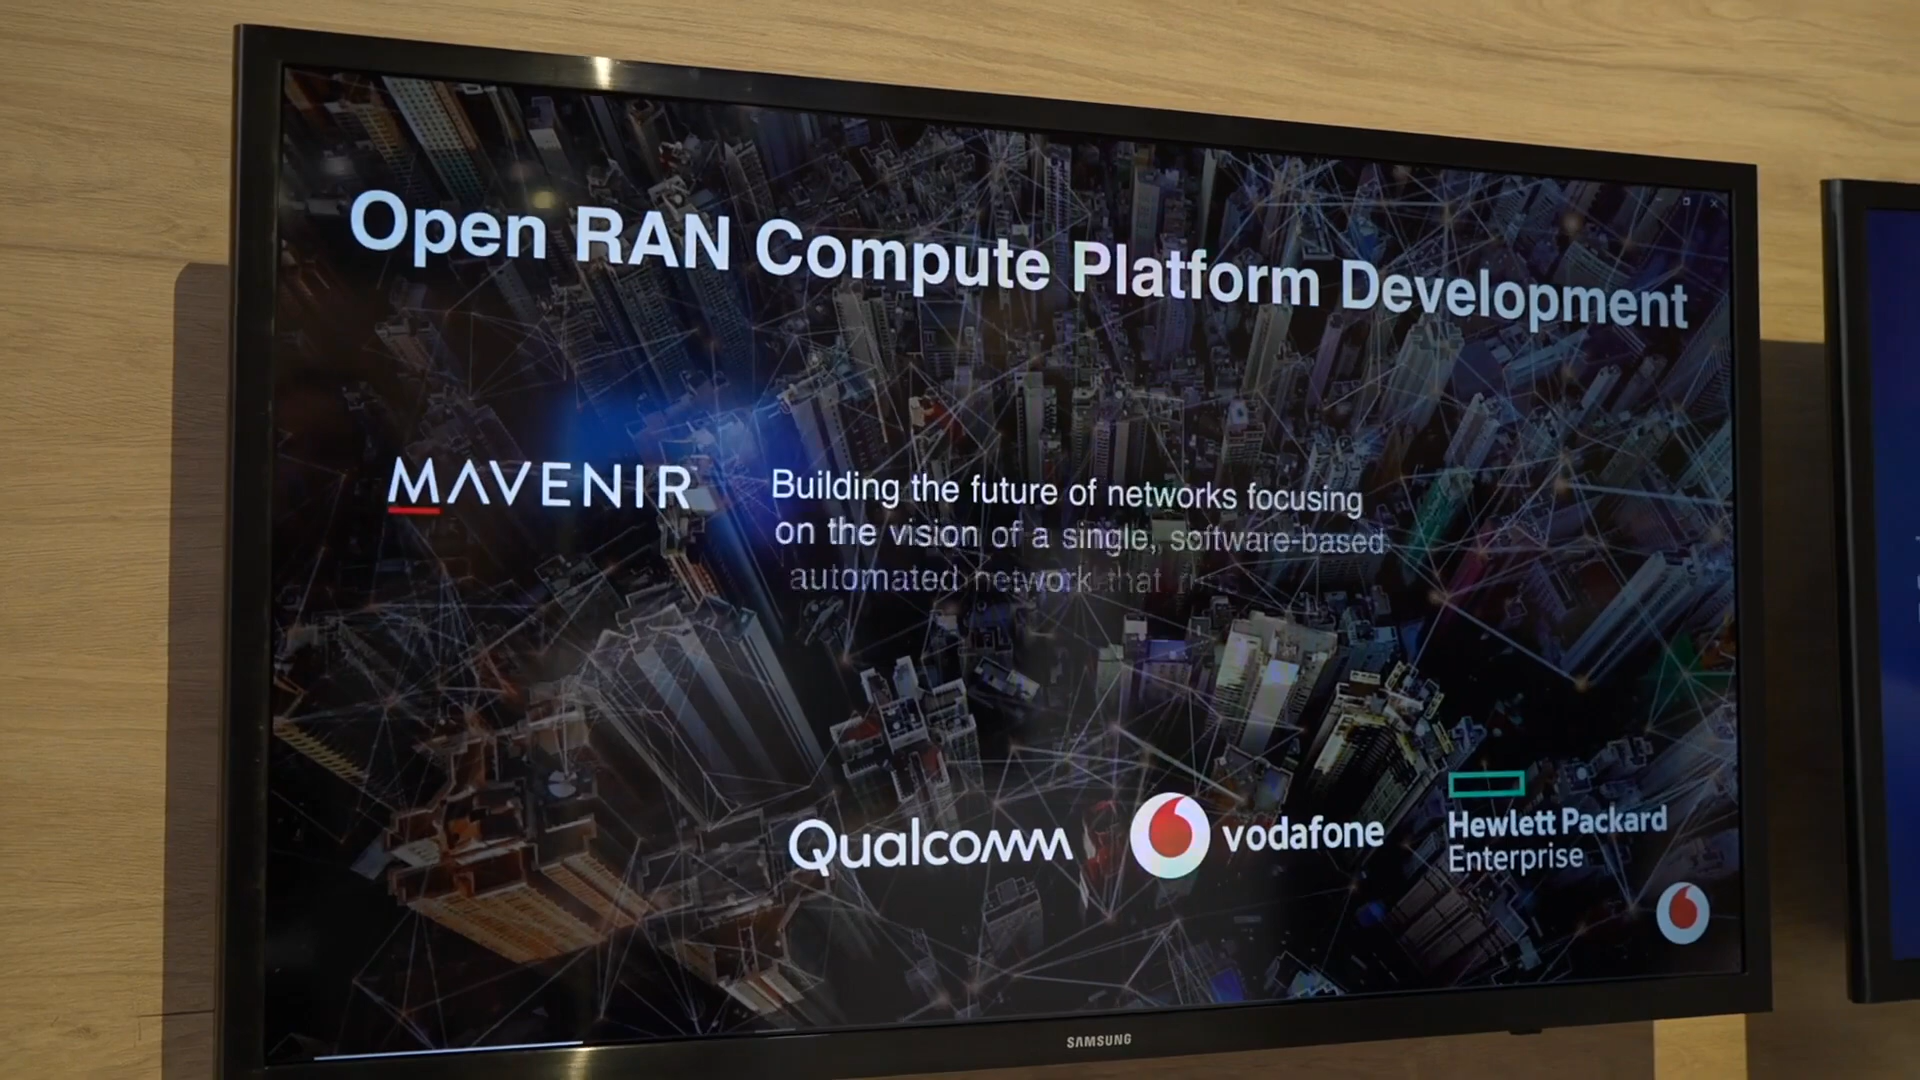 Open RAN Compute Platform Development
MAVENIR
Building the future of networks focusing
on the vision of a single, software-based
automated network that
Qualcomm
vodafone
Hewlett Packard
Enterprise
SAMSUNG